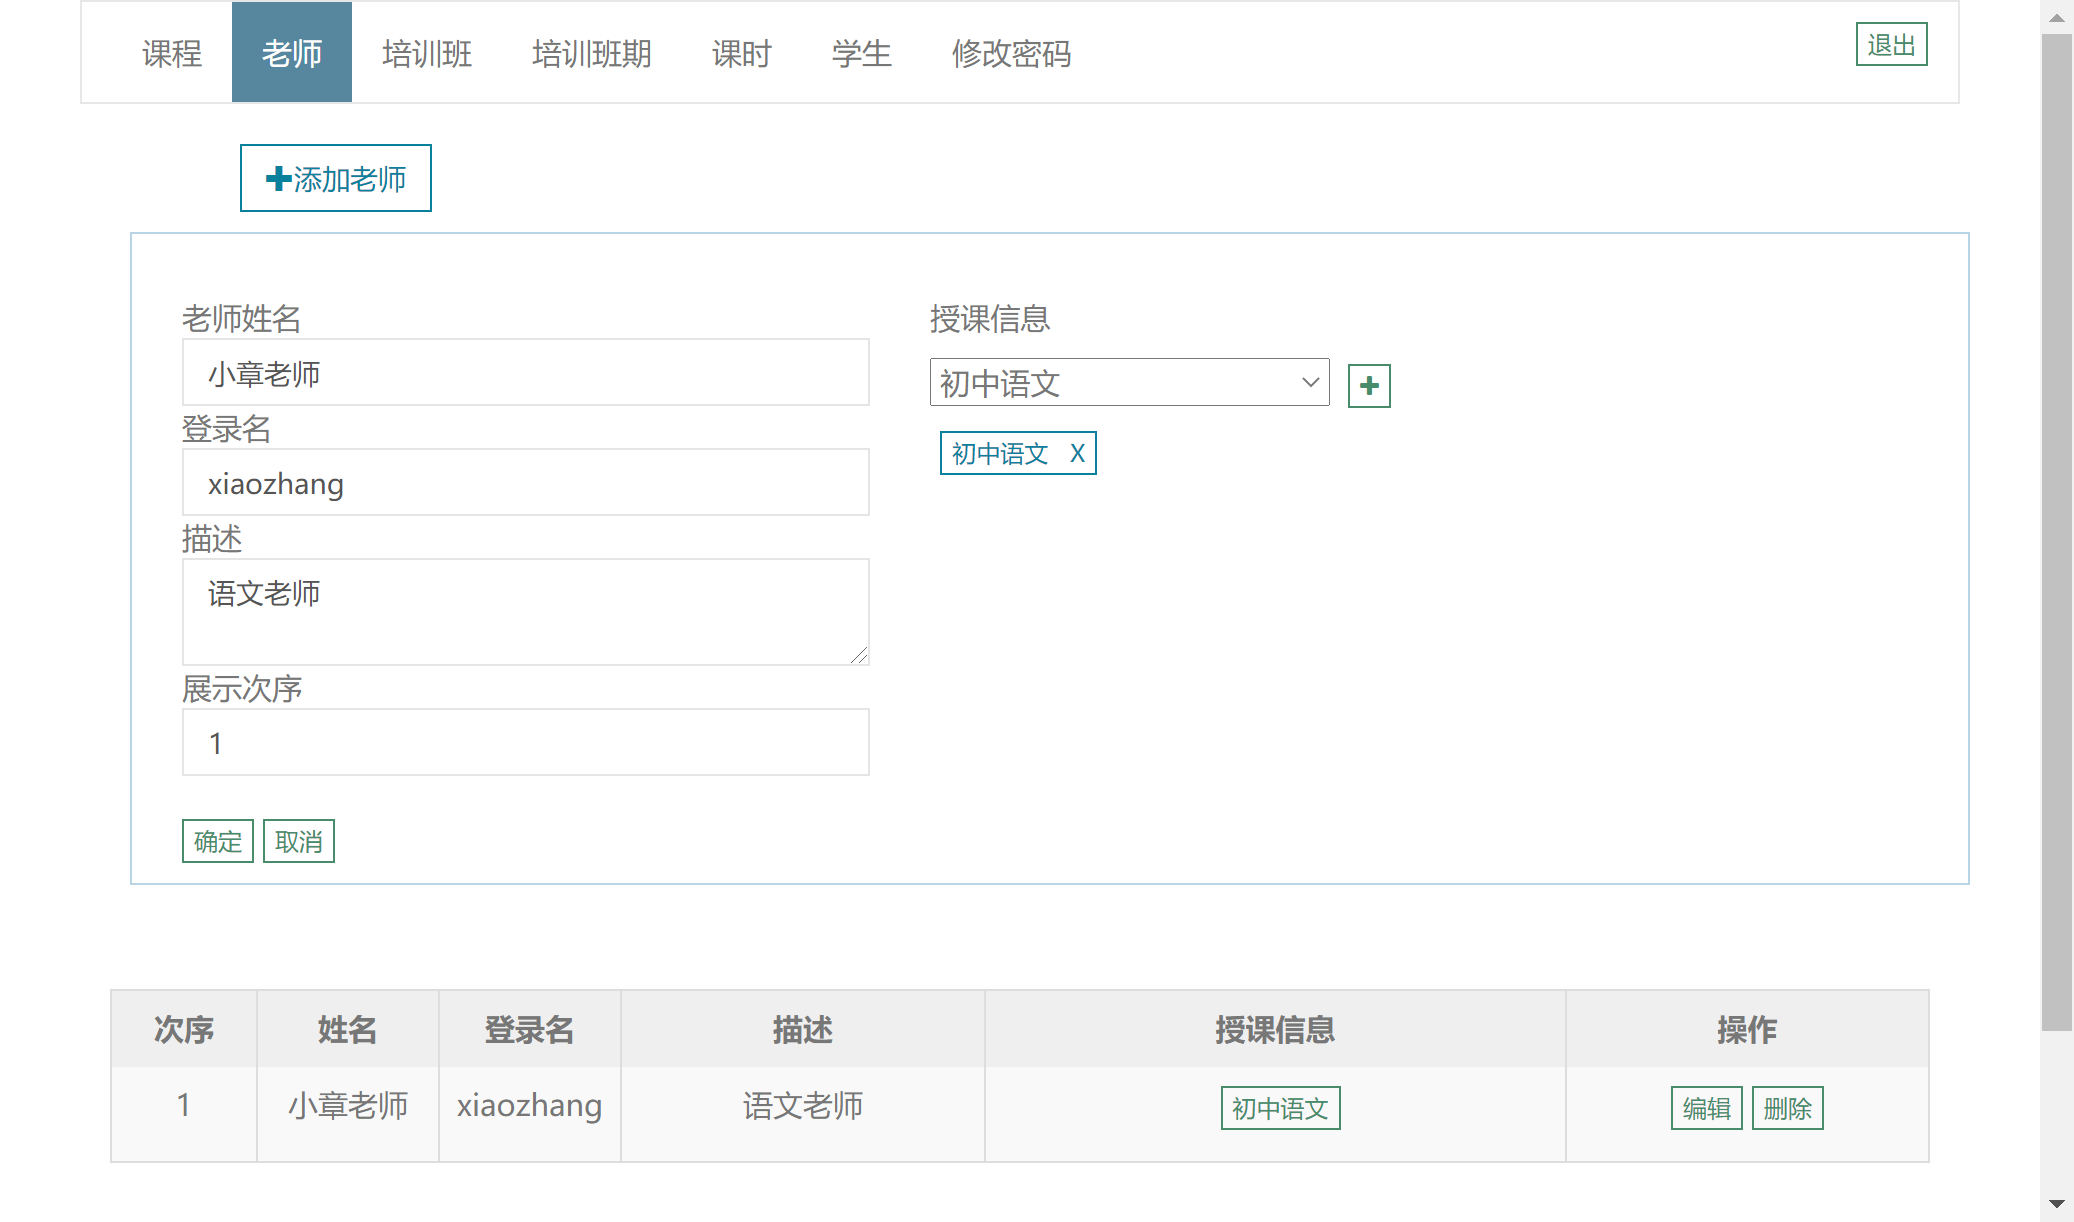 课程 老师 培训班 培训班期 课时 学生 修改密码 退出
添加老师
老师姓名
小章老师
登录名
xiaozhang
描述
语文老师
展示次序
1
确定 取消
授课信息
初中语文
初中语文 X
次序 姓名 登录名 描述 授课信息 操作
1 小章老师 xiaozhang 语文老师 初中语文 编辑 删除